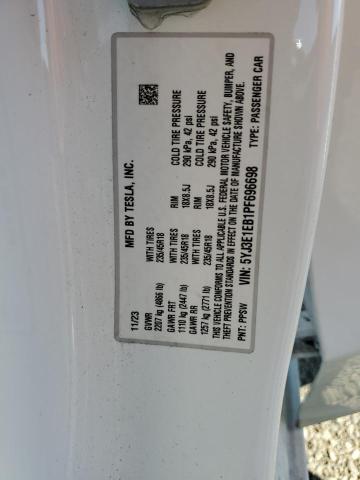 MFD BY TESLA, INC.
11/23
GVWR
2207 kg (4866 lb)
WITH TIRES
235/45R18
RIM
18X8.5J
COLD TIRE PRESSURE
290 kPa, 42 psi
GAWR FRT
1110 kg (2447 lb)
WITH TIRES
235/45R18
RIM
18X8.5J
COLD TIRE PRESSURE
290 kPa, 42 psi
GAWR RR
1257 kg (2771 lb)
THIS VEHICLE CONFORMS TO ALL APPLICABLE U.S. FEDERAL MOTOR VEHICLE SAFETY, BUMPER, AND
THEFT PREVENTION STANDARDS IN EFFECT ON THE DATE OF MANUFACTURE SHOWN ABOVE.
VIN: 5YJ3E1EB1PF696698
PNT: PPSW
TYPE: PASSENGER CAR